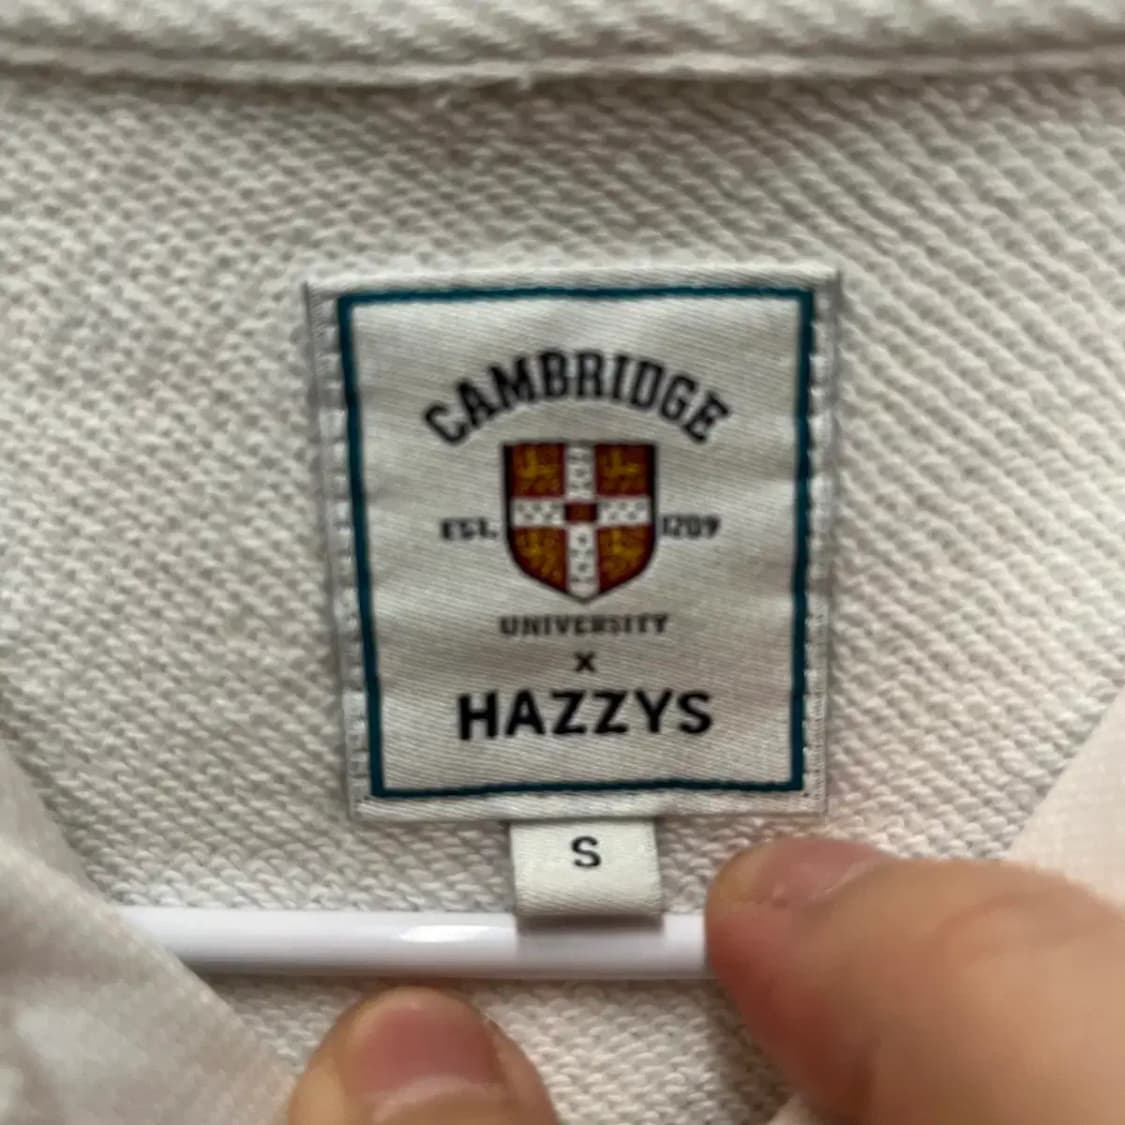 CAMBRIDGE
EST. 1209
UNIVERSITY
X
HAZZYS
S